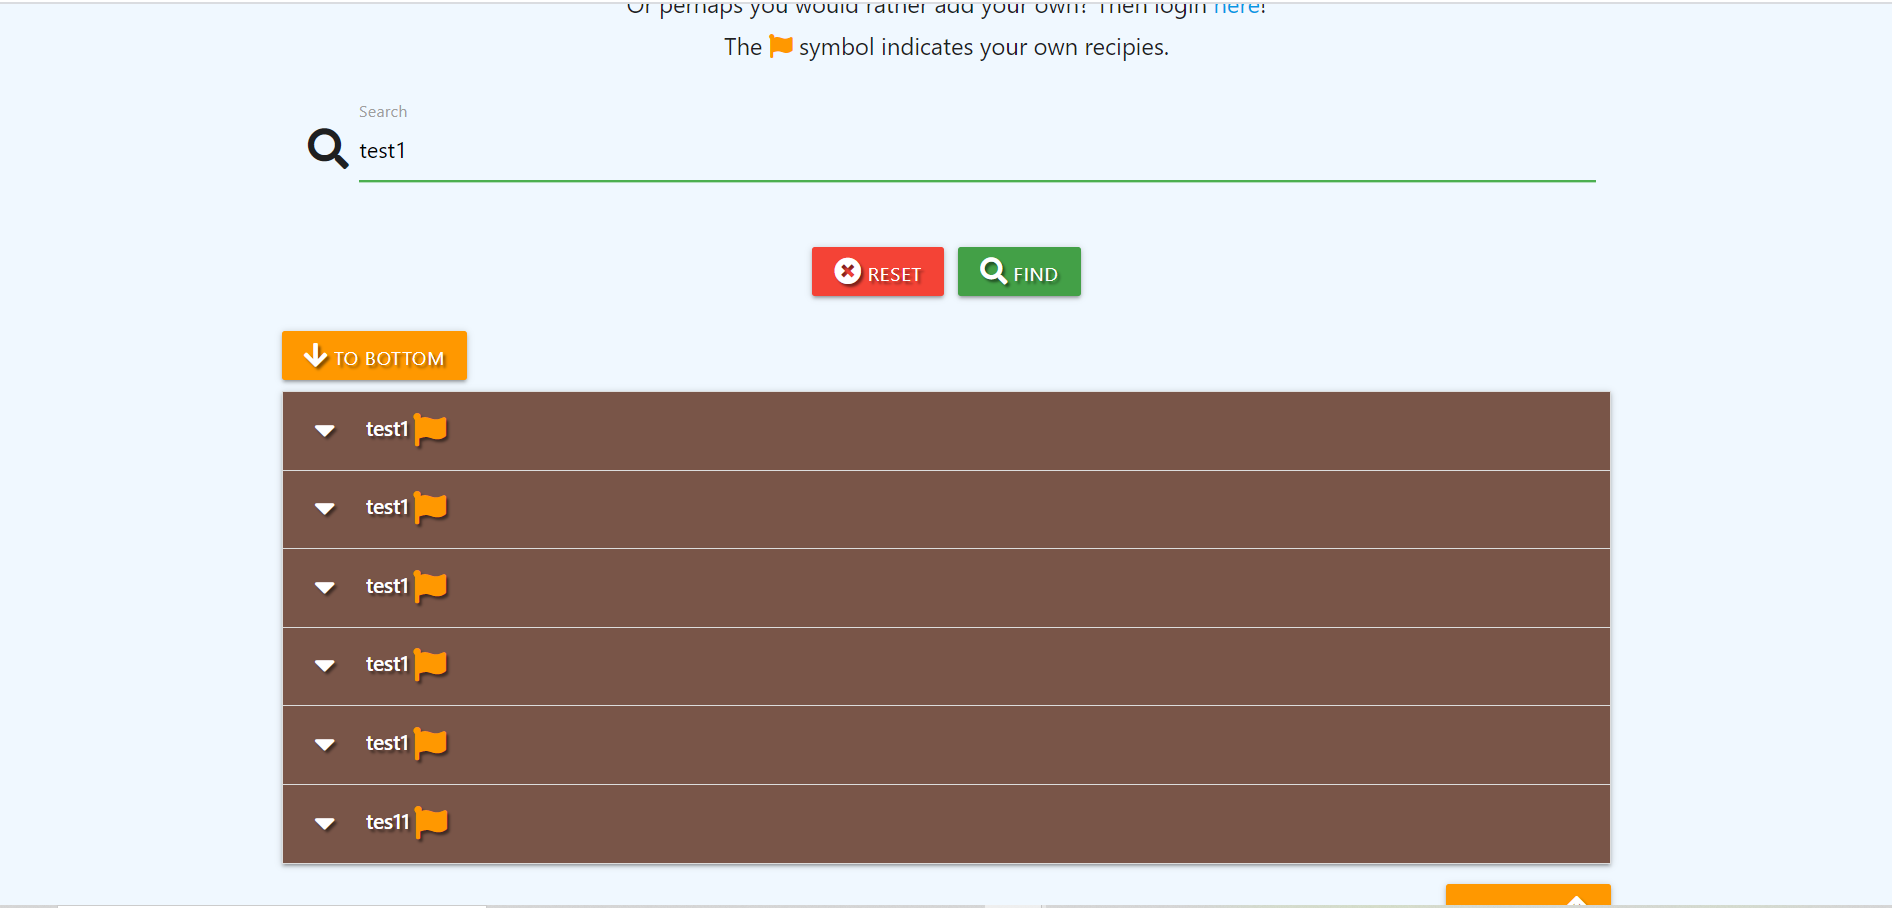 Or perhaps you would rather add your own? Then login here!
The symbol indicates your own recipies.
Search
test1
RESET FIND
TO BOTTOM
test1
test1
test1
test1
test1
tes11